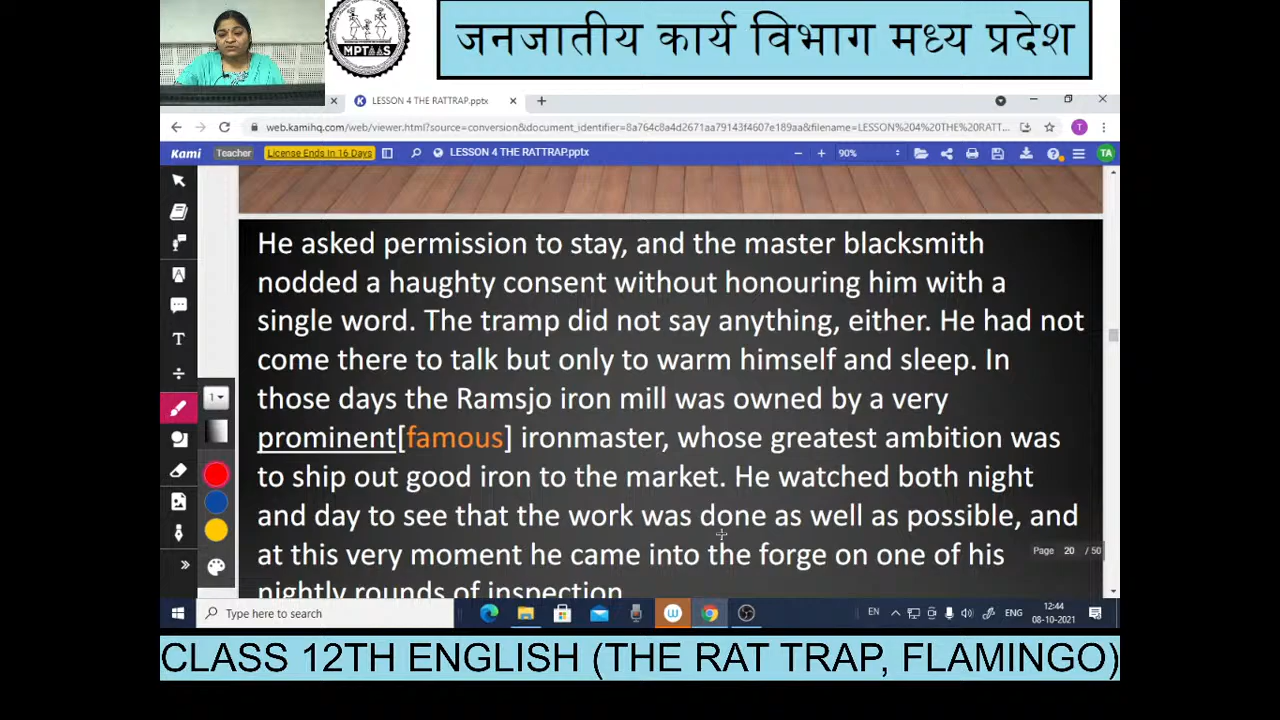 MPTAAS
जनजातीय कार्य विभाग मध्य प्रदेश
LESSON 4 THE RATTRAP.pptx
web.kamihq.com/web/viewer.html?source=conversion&document_identifier=8a764c8a4d2671aa79143f4607e189aa&filename=LESSON%204%20THE%20RATT...
T
Kami Teacher License Ends In 16 Days LESSON 4 THE RATTRAP.pptx 90% TA
He asked permission to stay, and the master blacksmith
nodded a haughty consent without honouring him with a
single word. The tramp did not say anything, either. He had not
come there to talk but only to warm himself and sleep. In
those days the Ramsjo iron mill was owned by a very
prominent[famous] ironmaster, whose greatest ambition was
to ship out good iron to the market. He watched both night
and day to see that the work was done as well as possible, and
at this very moment he came into the forge on one of his
nightly rounds of inspection.
1
Page 20 / 50
Type here to search
EN ENG 12:44
08-10-2021
CLASS 12TH ENGLISH (THE RAT TRAP, FLAMINGO)